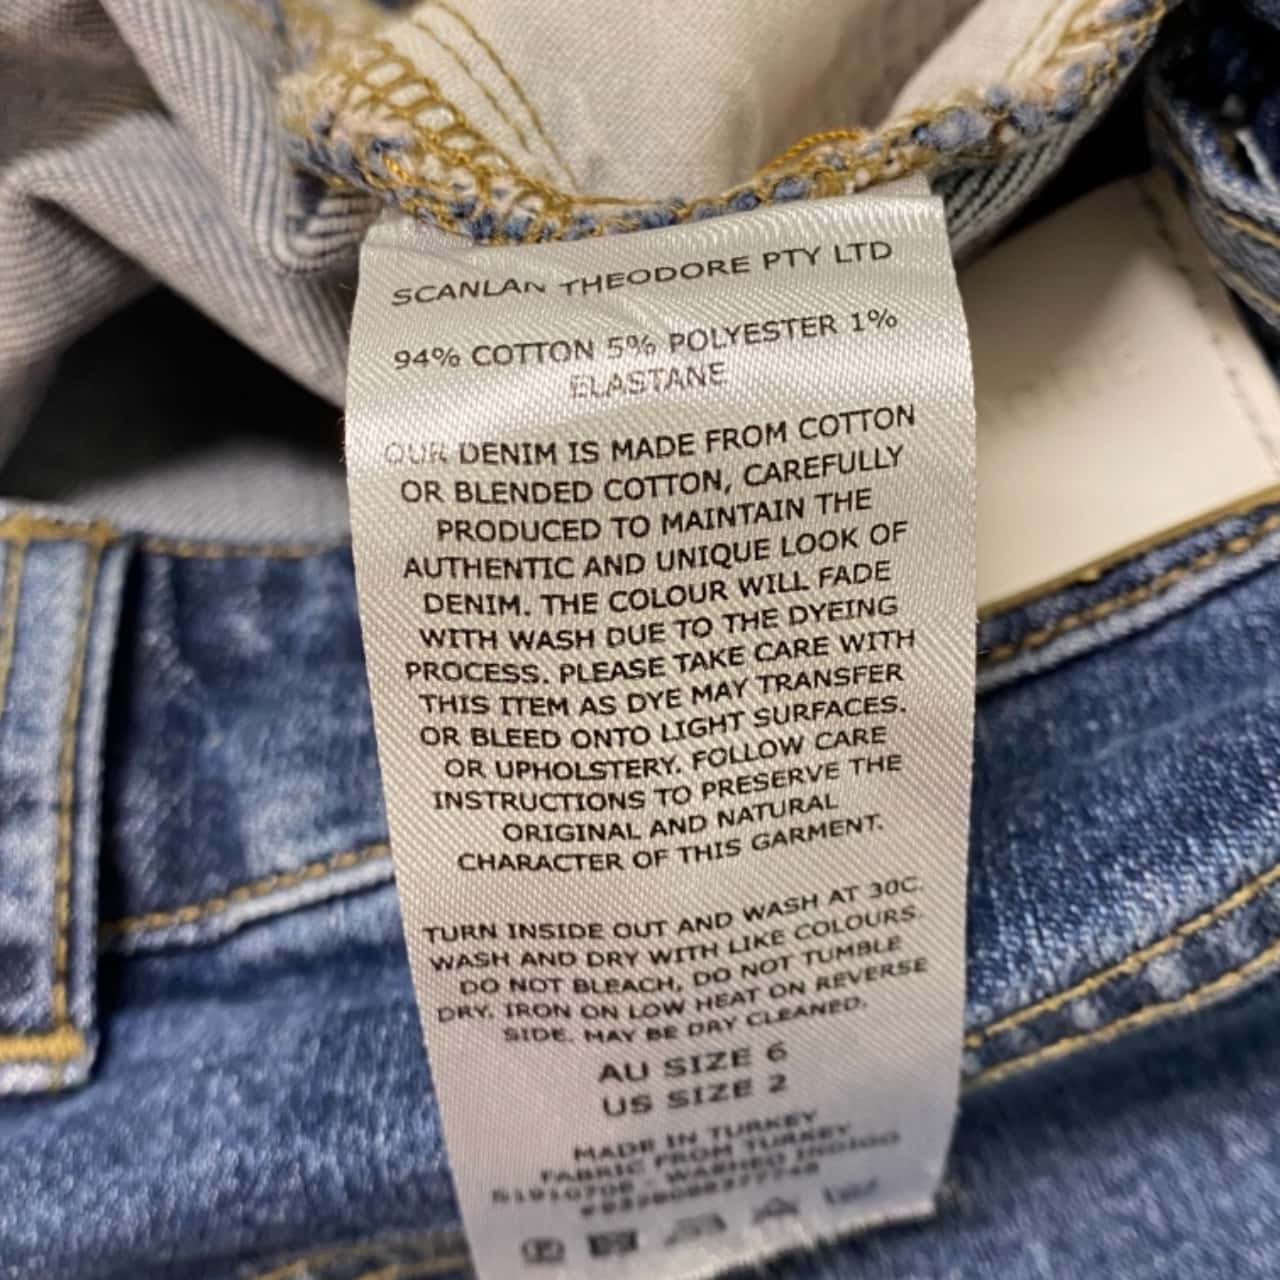 SCANLAN THEODORE PTY LTD
94% COTTON 5% POLYESTER 1%
ELASTANE
OUR DENIM IS MADE FROM COTTON
OR BLENDED COTTON, CAREFULLY
PRODUCED TO MAINTAIN THE
AUTHENTIC AND UNIQUE LOOK OF
DENIM. THE COLOUR WILL FADE
WITH WASH DUE TO THE DYEING
PROCESS. PLEASE TAKE CARE WITH
THIS ITEM AS DYE MAY TRANSFER
OR BLEED ONTO LIGHT SURFACES.
OR UPHOLSTERY. FOLLOW CARE
INSTRUCTIONS TO PRESERVE THE
ORIGINAL AND NATURAL
CHARACTER OF THIS GARMENT.
TURN INSIDE OUT AND WASH AT 30C.
WASH AND DRY WITH LIKE COLOURS.
DO NOT BLEACH, DO NOT TUMBLE
DRY. IRON ON LOW HEAT ON REVERSE
SIDE. MAY BE DRY CLEANED.
AU SIZE 6
US SIZE 2
MADE IN TURKEY
FABRIC FROM TURKEY
- WASHED INDIGO